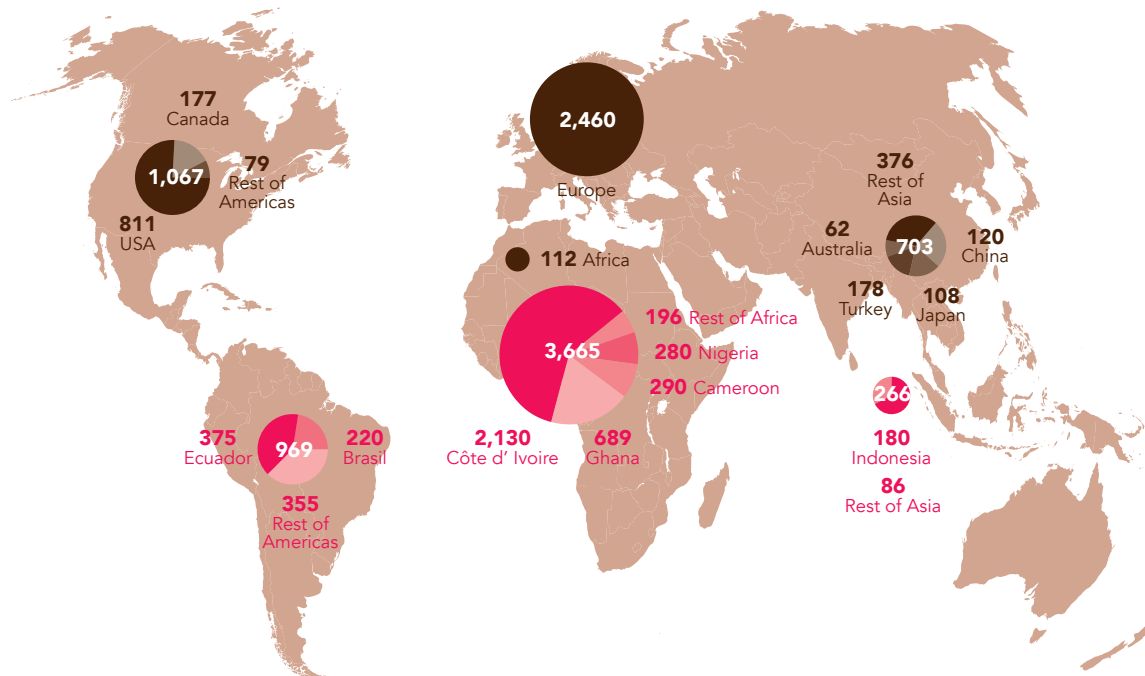 177
Canada
1,067
79
Rest of
Americas
811
USA
2,460
Europe
112 Africa
376
Rest of
Asia
62
Australia
703
120
China
178
Turkey
108
Japan
3,665
196 Rest of Africa
280 Nigeria
290 Cameroon
2,130
Côte d' Ivoire
689
Ghana
375
Ecuador
969
220
Brasil
355
Rest of
Americas
266
180
Indonesia
86
Rest of Asia